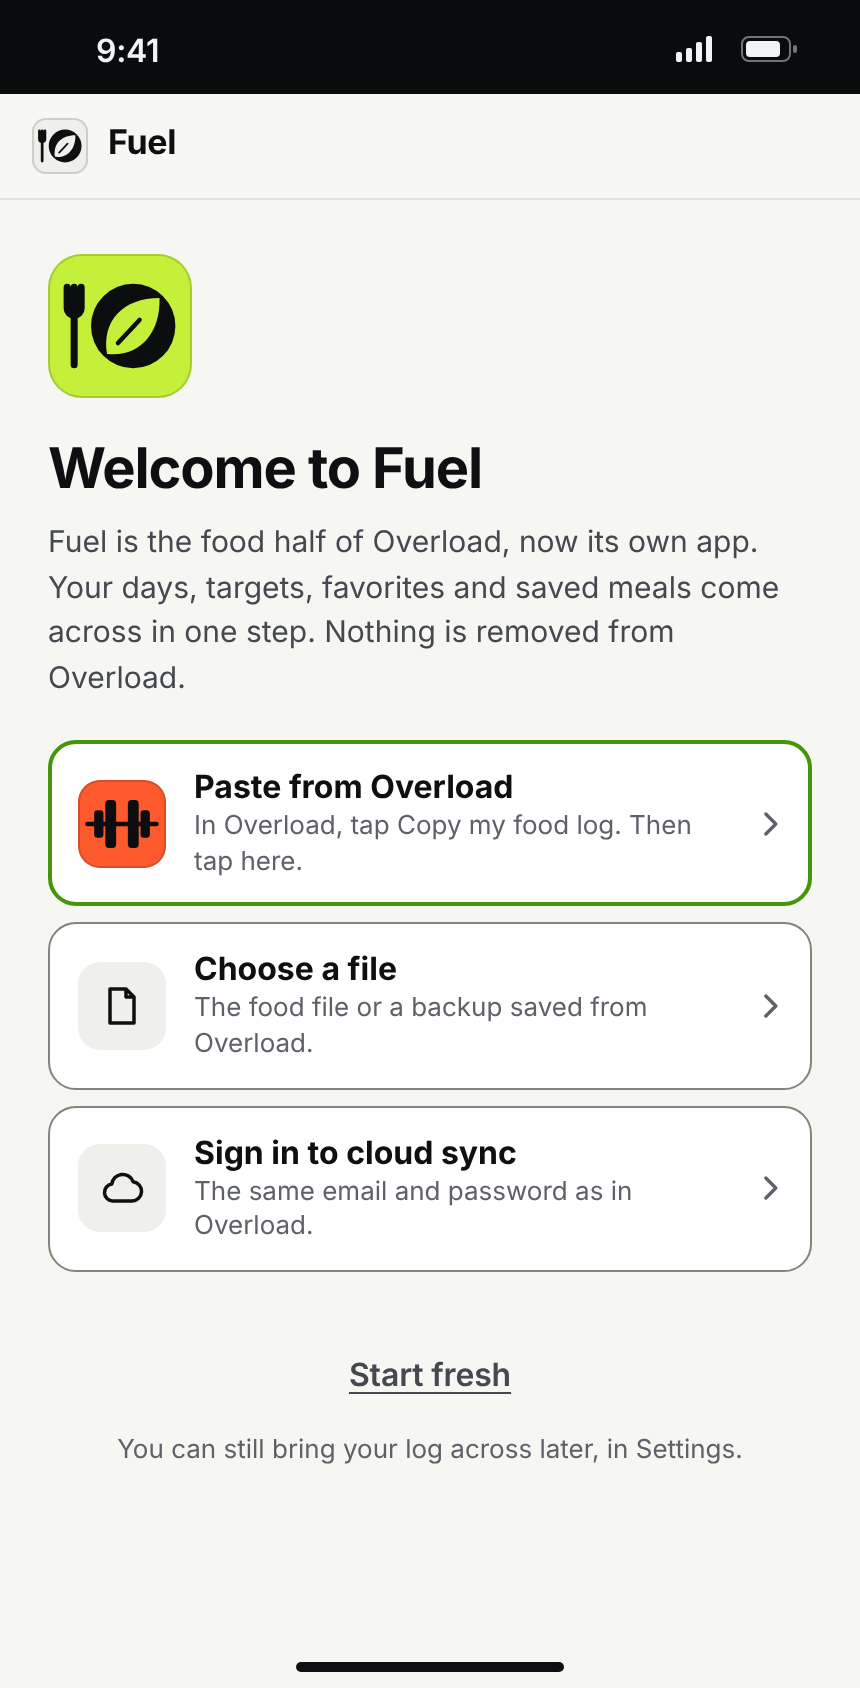 9:41
Fuel
Welcome to Fuel
Fuel is the food half of Overload, now its own app.
Your days, targets, favorites and saved meals come
across in one step. Nothing is removed from
Overload.
Paste from Overload
In Overload, tap Copy my food log. Then
tap here.
Choose a file
The food file or a backup saved from
Overload.
Sign in to cloud sync
The same email and password as in
Overload.
Start fresh
You can still bring your log across later, in Settings.